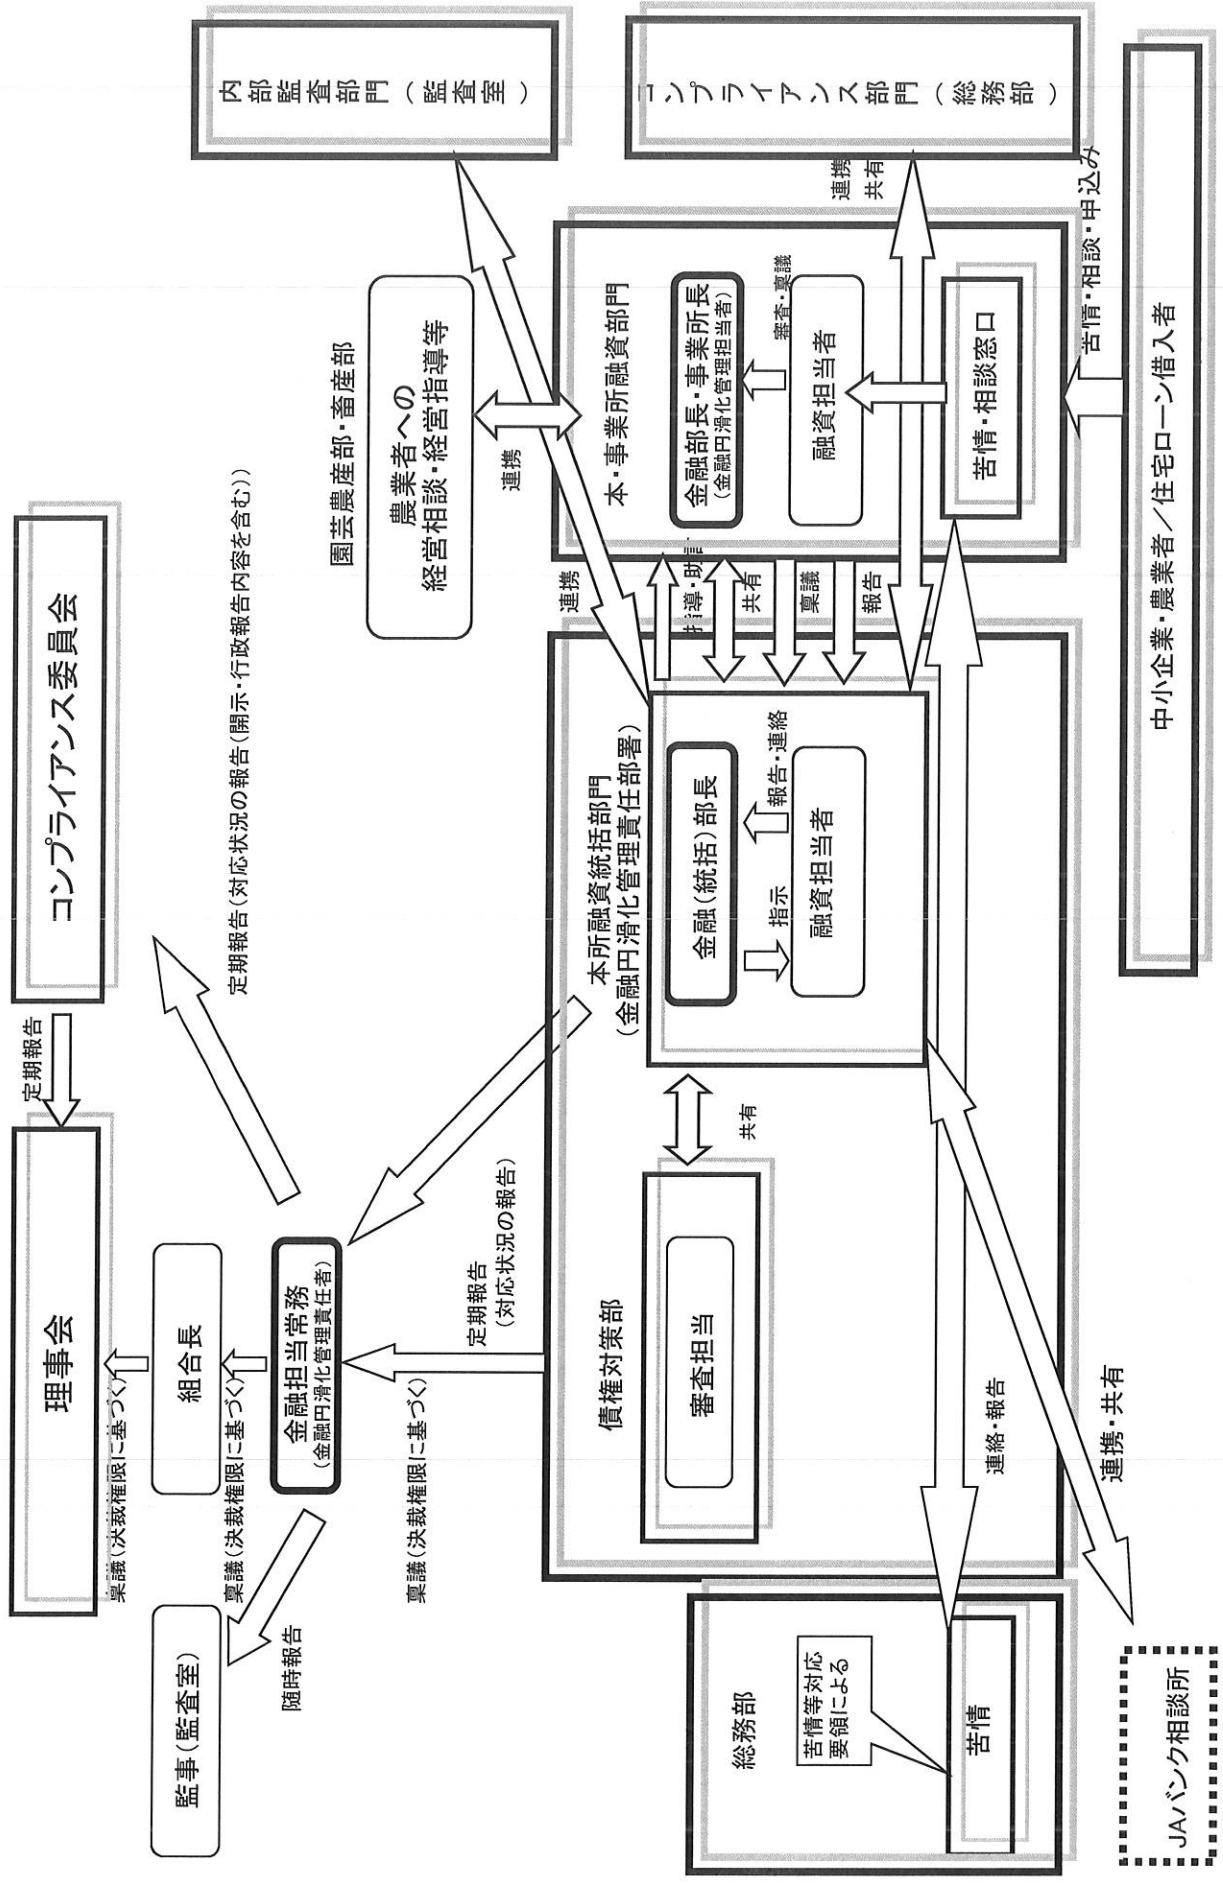 理事会
定期報告
コンプライアンス委員会
稟議(決裁権限に基づく)
監事(監査室)
組合長
稟議(決裁権限に基づく)
定期報告(対応状況の報告(開示・行政報告内容を含む))
随時報告
金融担当常務
(金融円滑化管理責任者)
園芸農産部・畜産部
農業者への
経営相談・経営指導等
内部監査部門(監査室)
稟議(決裁権限に基づく)
定期報告
(対応状況の報告)
連携
連携
本所融資統括部門
(金融円滑化管理責任部署)
本・事業所融資部門
債権対策部
審査担当
共有
金融(統括)部長
指示
報告・連絡
融資担当者
指導・助言
共有
稟議
報告
金融部長・事業所長
(金融円滑化管理担当者)
審査・稟議
融資担当者
連携
共有
コンプライアンス部門(総務部)
総務部
苦情等対応
要領による
苦情
連絡・報告
苦情・相談窓口
苦情・相談・申込み
連携・共有
JAバンク相談所
中小企業・農業者/住宅ローン借入者